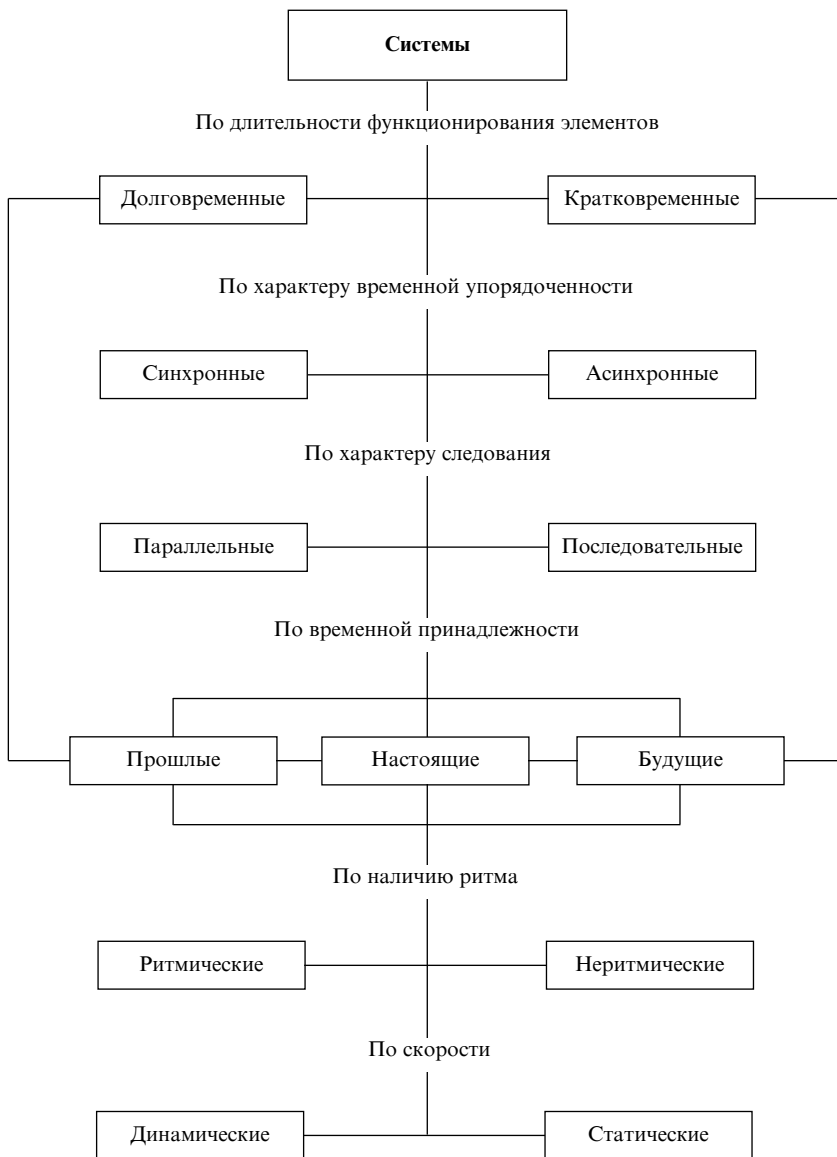 Системы
По длительности функционирования элементов
Долговременные
Кратковременные
По характеру временной упорядоченности
Синхронные
Асинхронные
По характеру следования
Параллельные
Последовательные
По временной принадлежности
Прошлые
Настоящие
Будущие
По наличию ритма
Ритмические
Неритмические
По скорости
Динамические
Статические